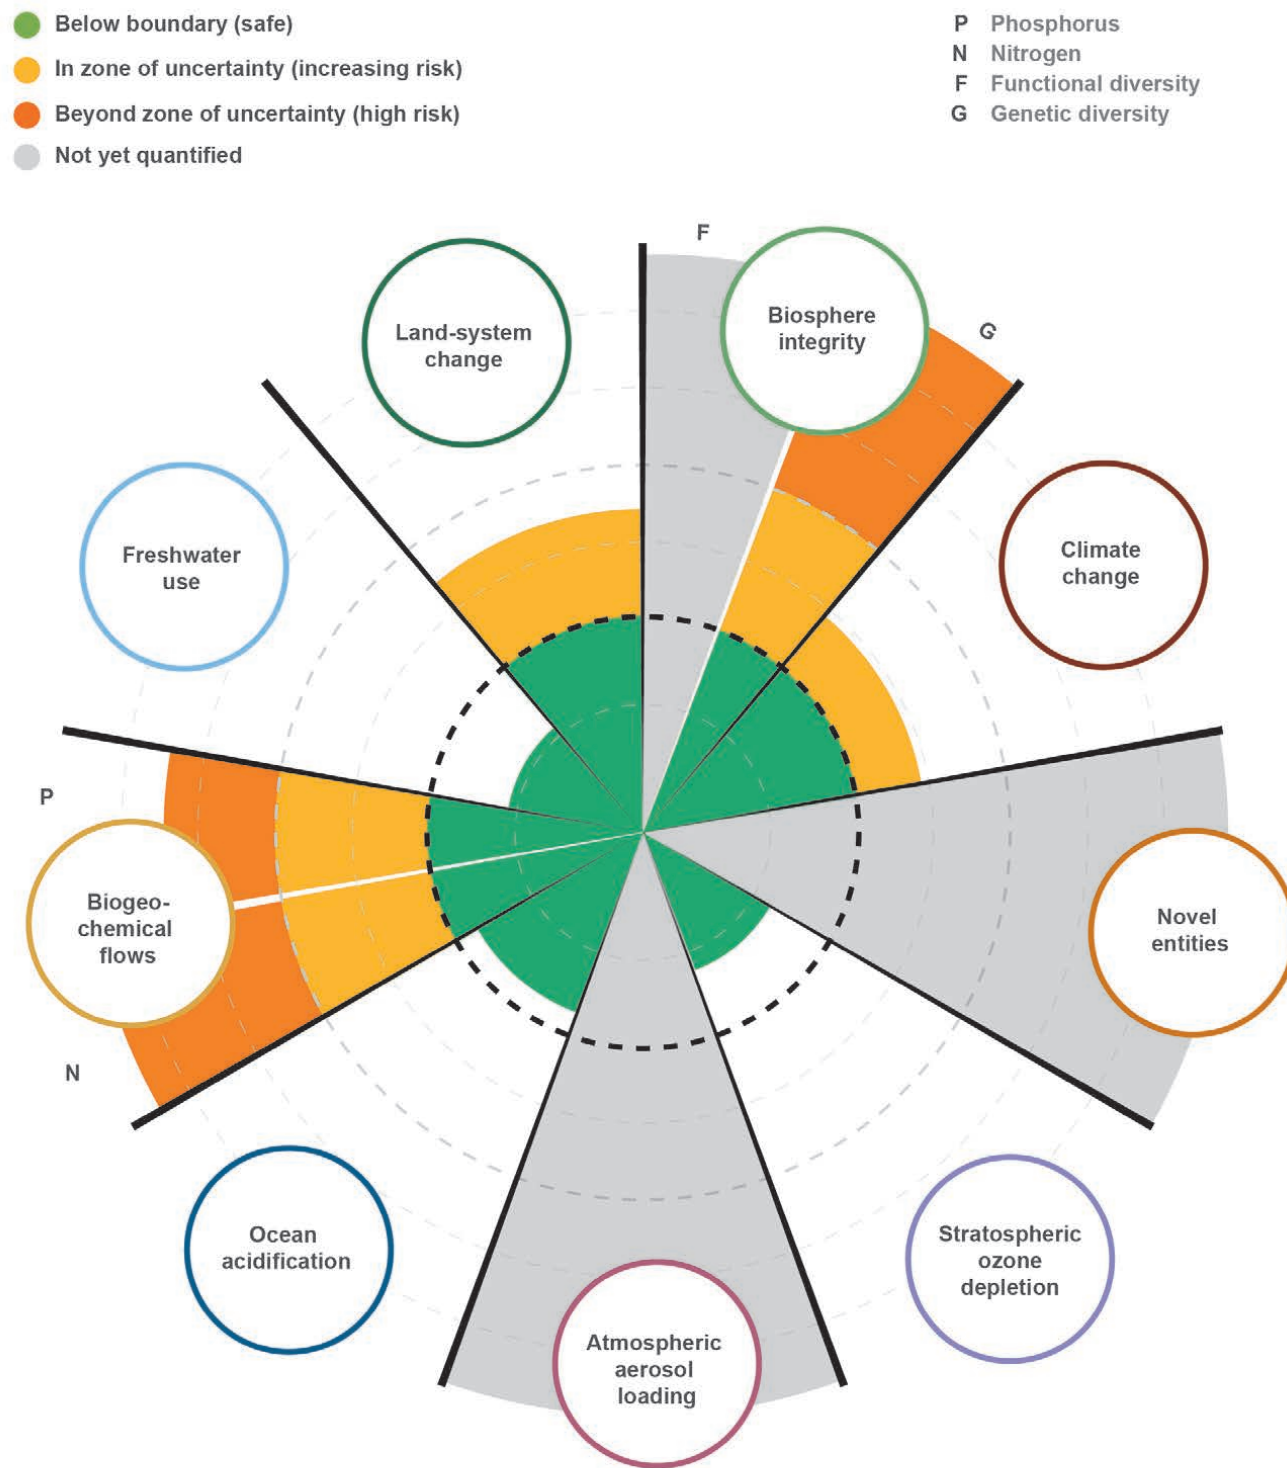 Below boundary (safe)
In zone of uncertainty (increasing risk)
Beyond zone of uncertainty (high risk)
Not yet quantified
P Phosphorus
N Nitrogen
F Functional diversity
G Genetic diversity
F
Biosphere
integrity
G
Land-system
change
Freshwater
use
Climate
change
P
Biogeo-
chemical
flows
N
Novel
entities
Ocean
acidification
Stratospheric
ozone
depletion
Atmospheric
aerosol
loading